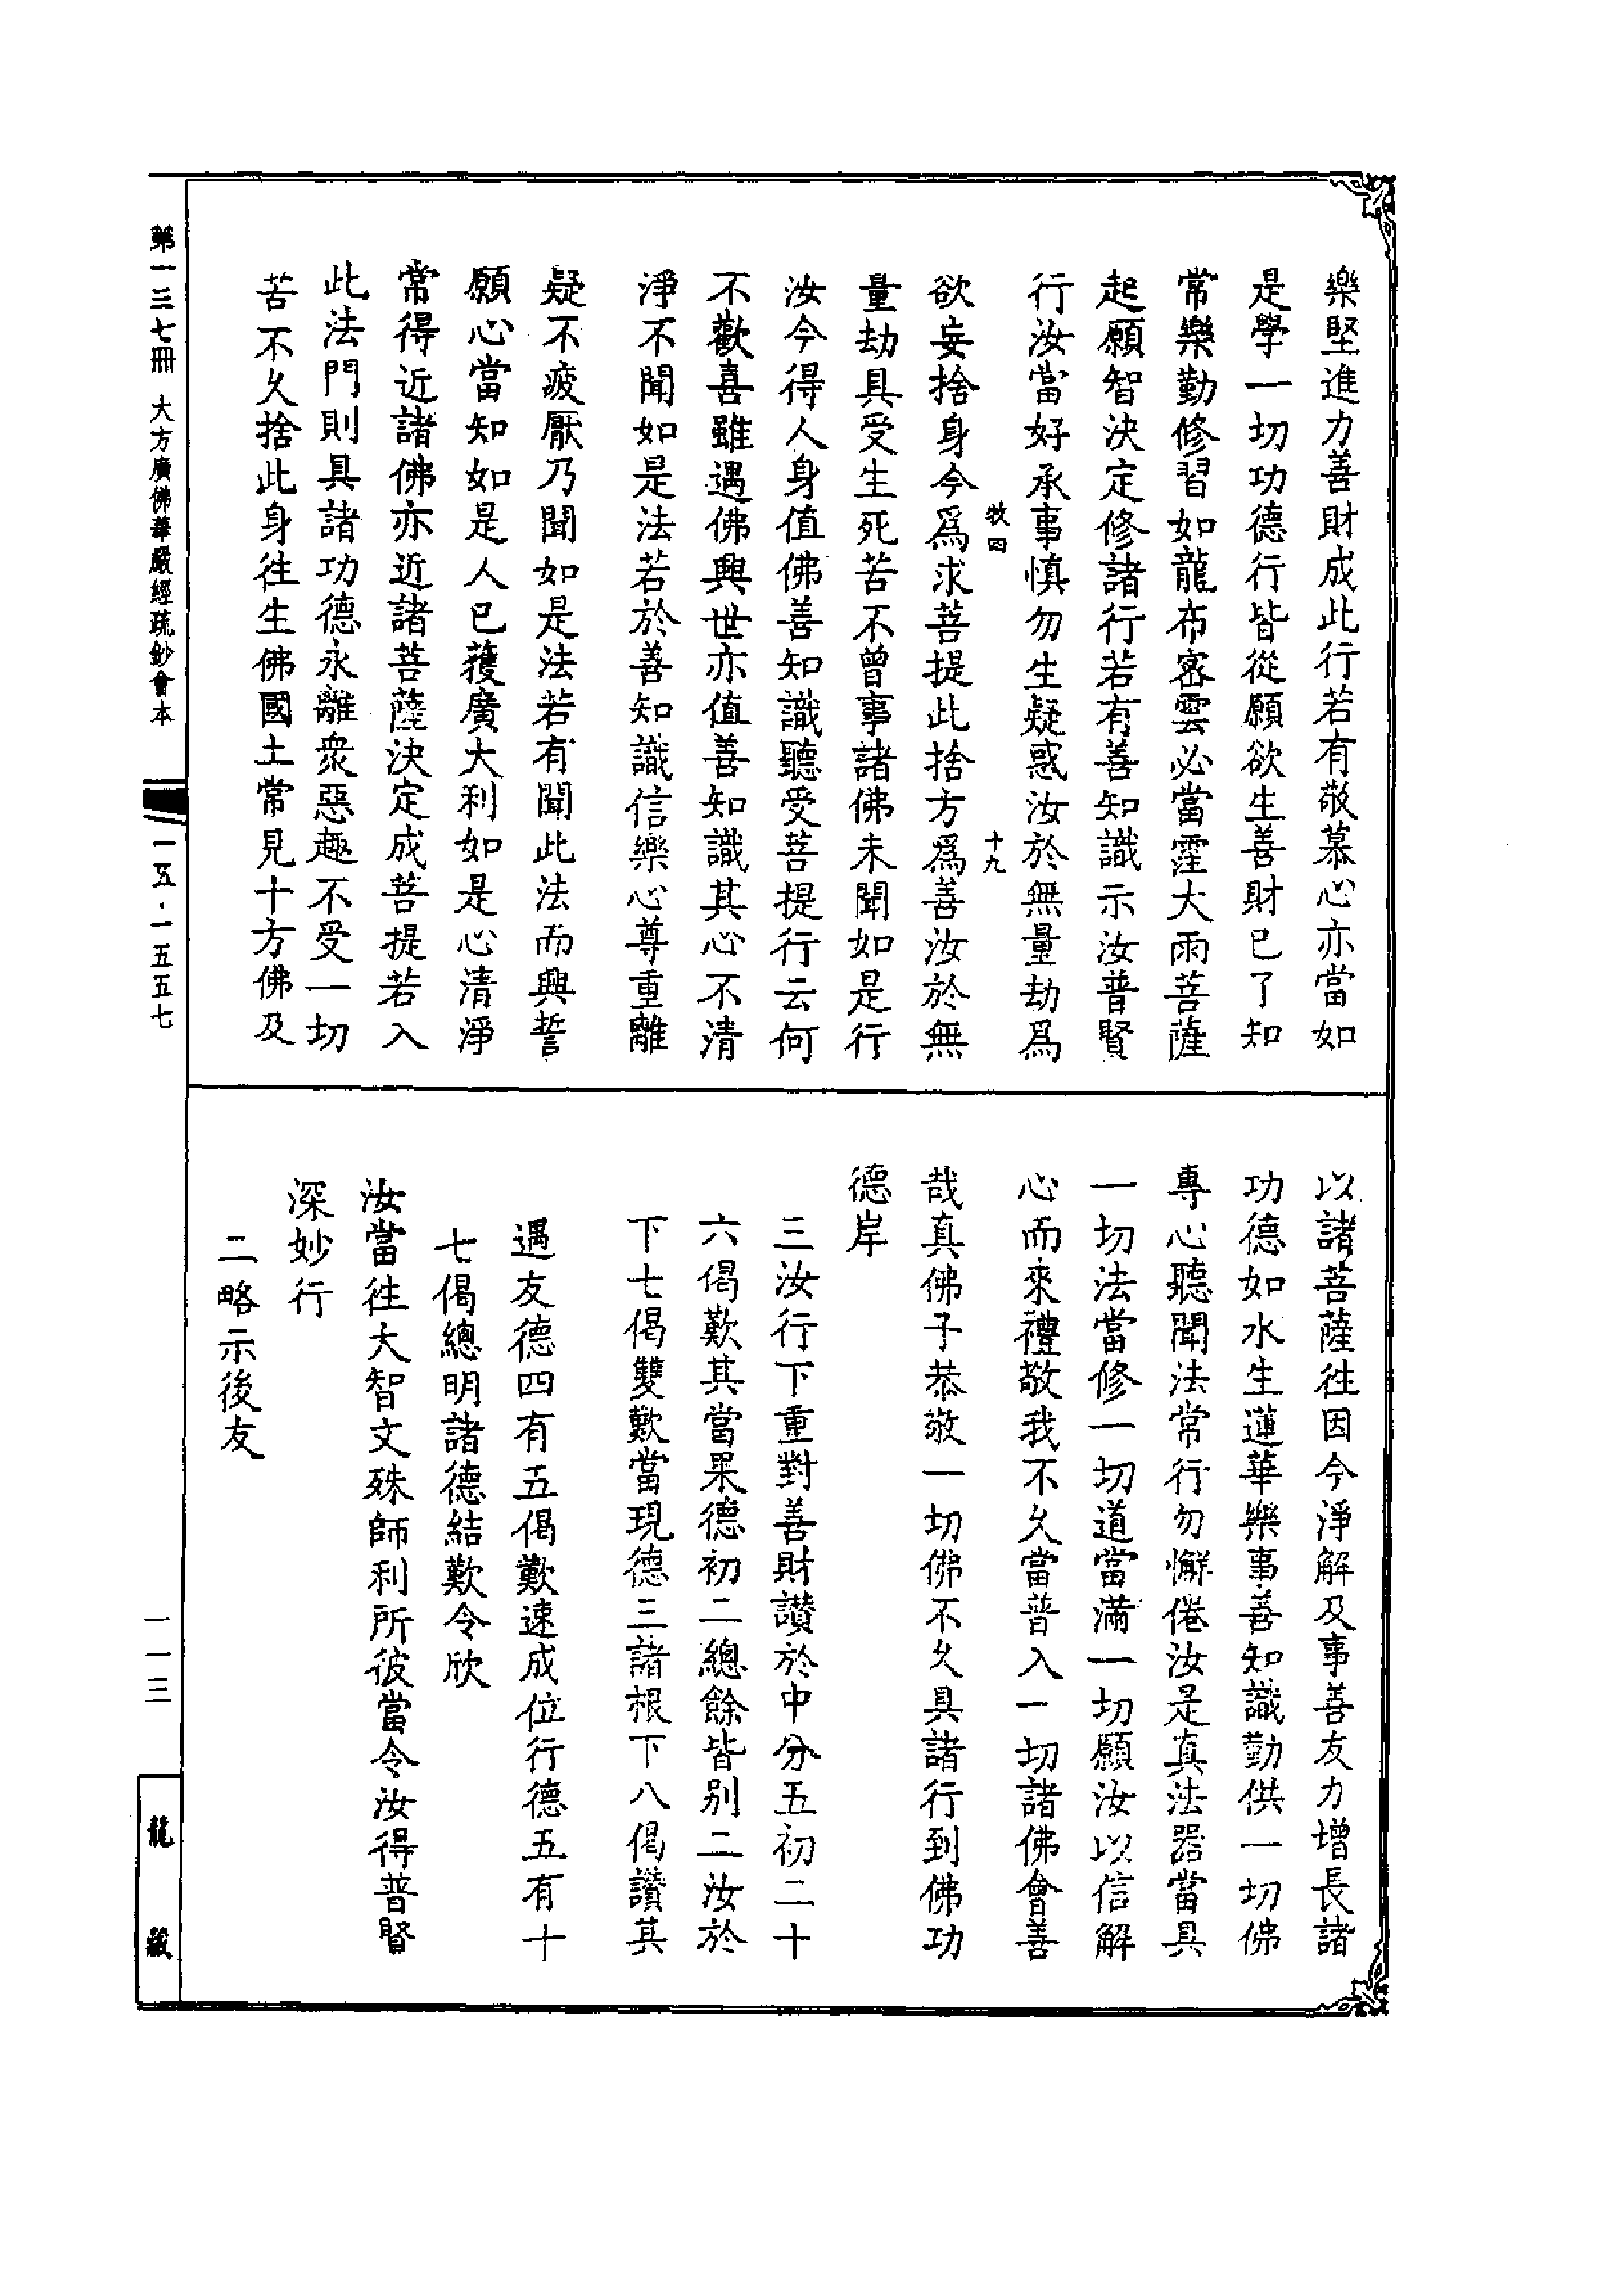 樂堅進力善財成此行若有敬慕心亦當如
是學一切功德行皆從願欲生善財已了知
常樂勤修習如龍布密雲必當霔大雨菩薩
起願智決定修諸行若有善知識示汝普賢
行汝當好承事慎勿生疑惑汝於無量劫爲
牧四 十九
欲妄捨身今爲求菩提此捨方爲善汝於無
量劫具受生死苦不曾事諸佛未聞如是行
汝今得人身值佛善知識聽受菩提行云何
不歡喜雖遇佛興世亦值善知識其心不清
淨不聞如是法若於善知識信樂心尊重離
疑不疲厭乃聞如是法若有聞此法而興誓
願心當知如是人已獲廣大利如是心清淨
常得近諸佛亦近諸菩薩決定成菩提若入
此法門則具諸功德永離衆惡趣不受一切
苦不久捨此身往生佛國土常見十方佛及
以諸菩薩往因今淨解及事善友力增長諸
功德如水生蓮華樂事善知識勤供一切佛
專心聽聞法常行勿懈倦汝是真法器當具
一切法當修一切道當滿一切願汝以信解
心而來禮敬我不久當普入一切諸佛會善
哉真佛子恭敬一切佛不久具諸行到佛功
德岸
三汝行下重對善財讚於中分五初二十
六偈歎其當果德初二總餘皆別二汝於
下七偈雙歎當現德三諸根下八偈讚其
遇友德四有五偈歎速成位行德五有十
七偈總明諸德結歎令欣
汝當往大智文殊師利所彼當令汝得普賢
深妙行
二略示後友
第一三七冊 大方廣佛華嚴經疏鈔會本
一五·一五五七
一一三
龍藏